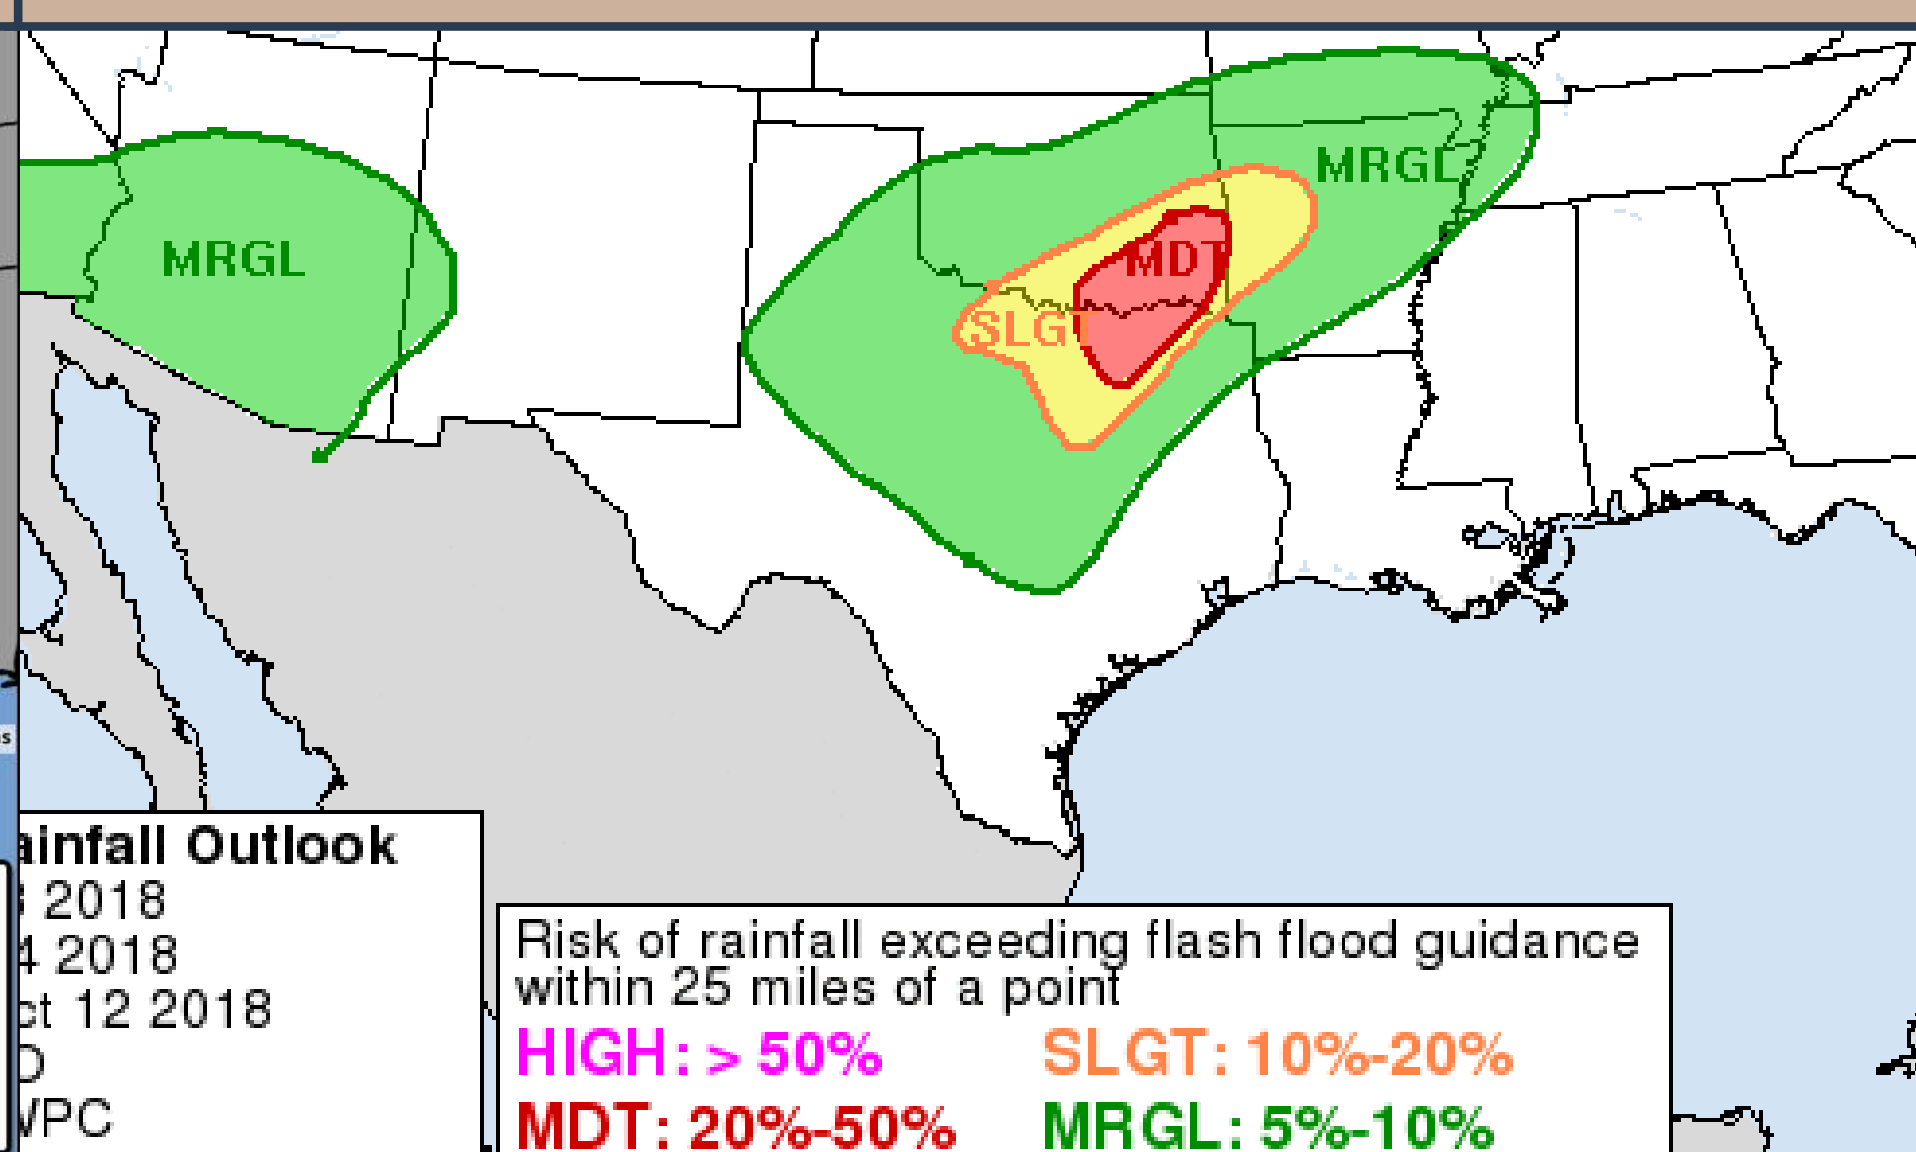 MRGL
MRGL
MDT
SLGT
ainfall Outlook
2018
4 2018
ct 12 2018
WPC
Risk of rainfall exceeding flash flood guidance
within 25 miles of a point
HIGH: > 50%
SLGT: 10%-20%
MDT: 20%-50%
MRGL: 5%-10%